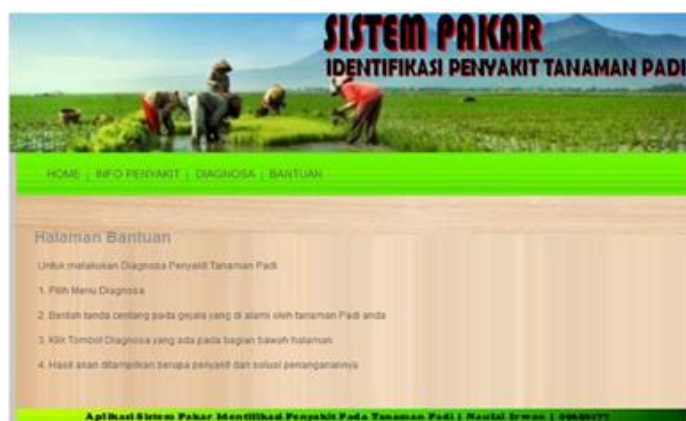 SISTEM PAKAR
IDENTIFIKASI PENYAKIT TANAMAN PADI
HOME | INFO PENYAKIT | DIAGNOSA | BANTUAN
Halaman Bantuan
Untuk melakukan Diagnosa Penyakit Tanaman Padi
1. Pilih Menu Diagnosa
2. Berilah tanda centang pada gejala yang di alami oleh tanaman Padi anda
3. Klik Tombol Diagnosa yang ada pada bagian bawah halaman
4. Hasil akan ditampilkan berupa penyakit dan solusi penanganannya
Aplikasi Sistem Pakar Identifikasi Penyakit Pada Tanaman Padi | Naufal Irwan |